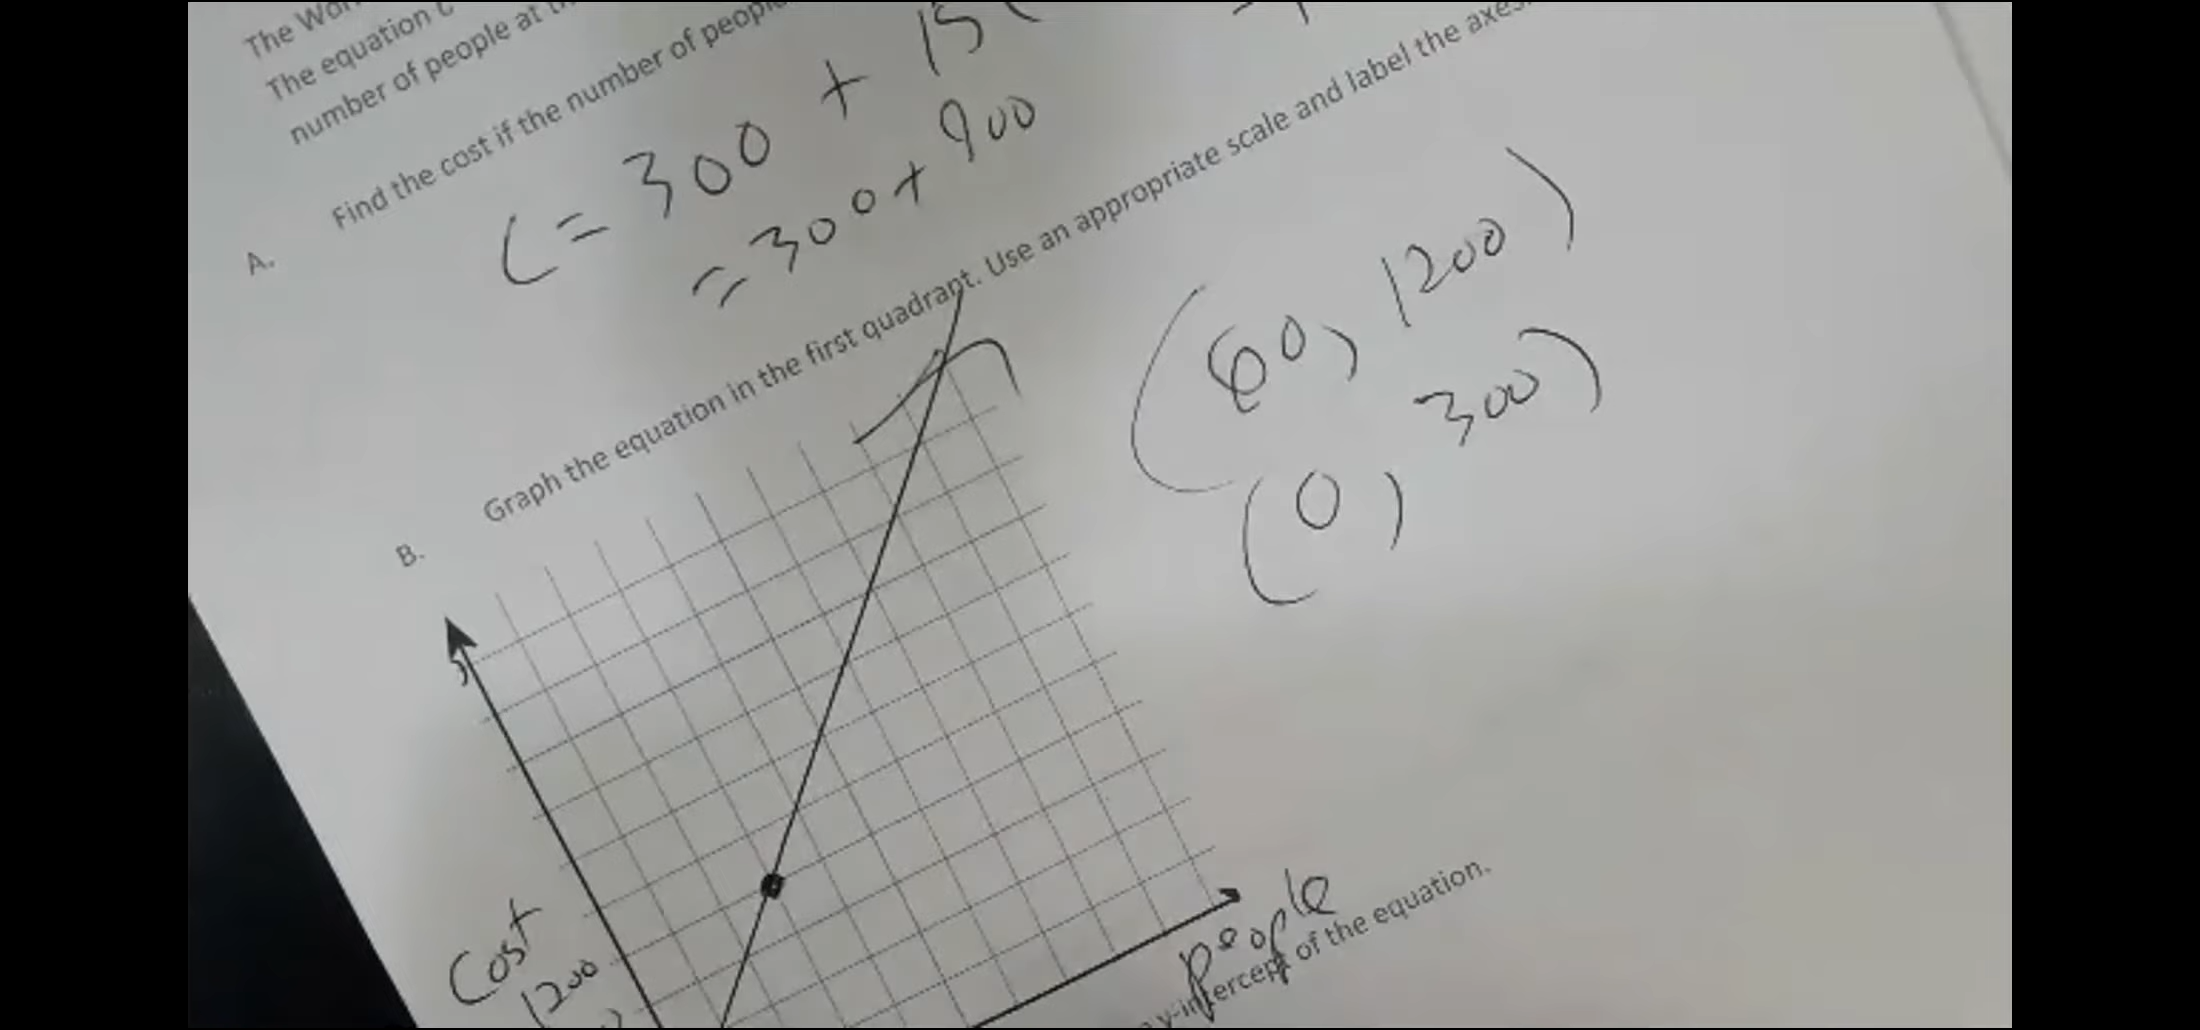 The
The equation C
number of people at
A. Find the cost if the number of people
C = 300 + 15(
= 300 + 900
B. Graph the equation in the first quadrant. Use an appropriate scale and label the axes.
(60, 1200)
(0, 300)
Cost
1200
people
y-intercept of the equation.